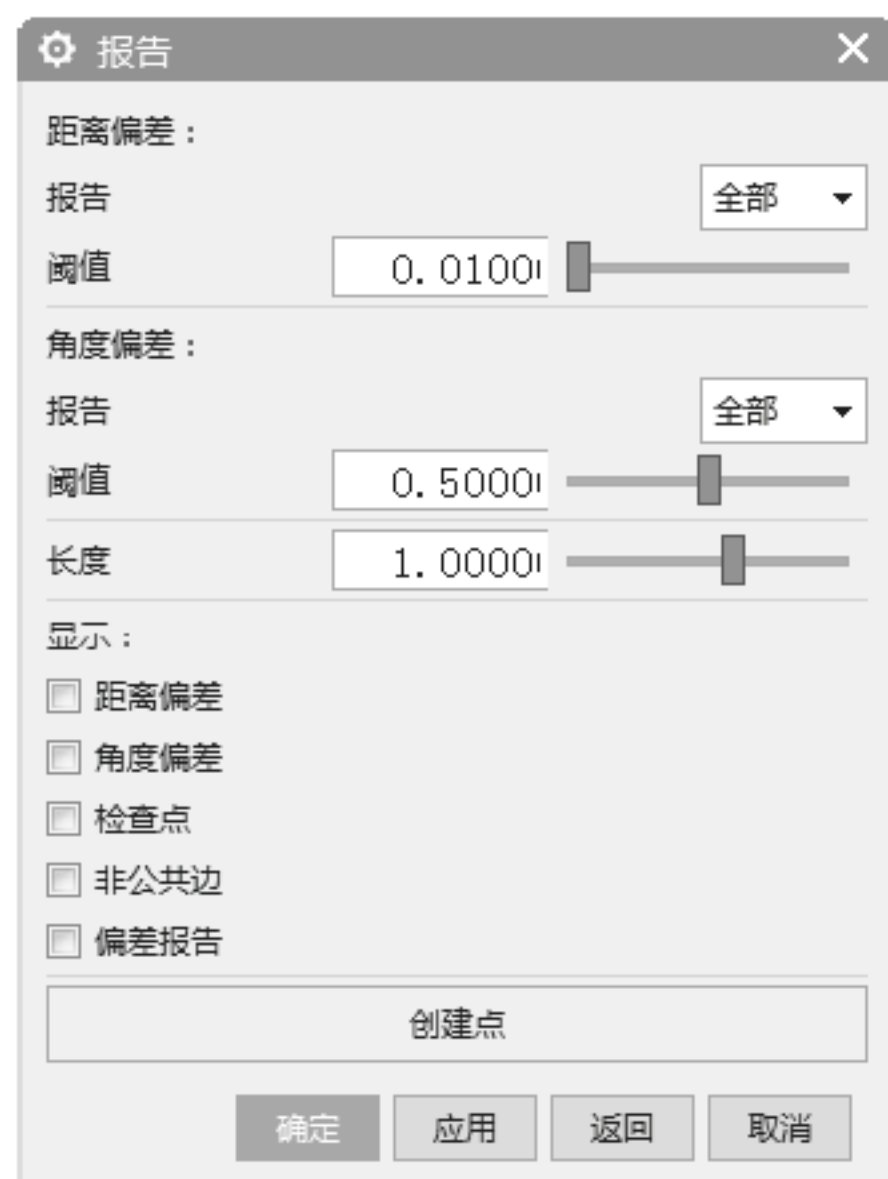 报告
距离偏差：
报告 全部
阈值 0.0100
角度偏差：
报告 全部
阈值 0.5000
长度 1.0000
显示：
距离偏差
角度偏差
检查点
非公共边
偏差报告
创建点
确定 应用 返回 取消